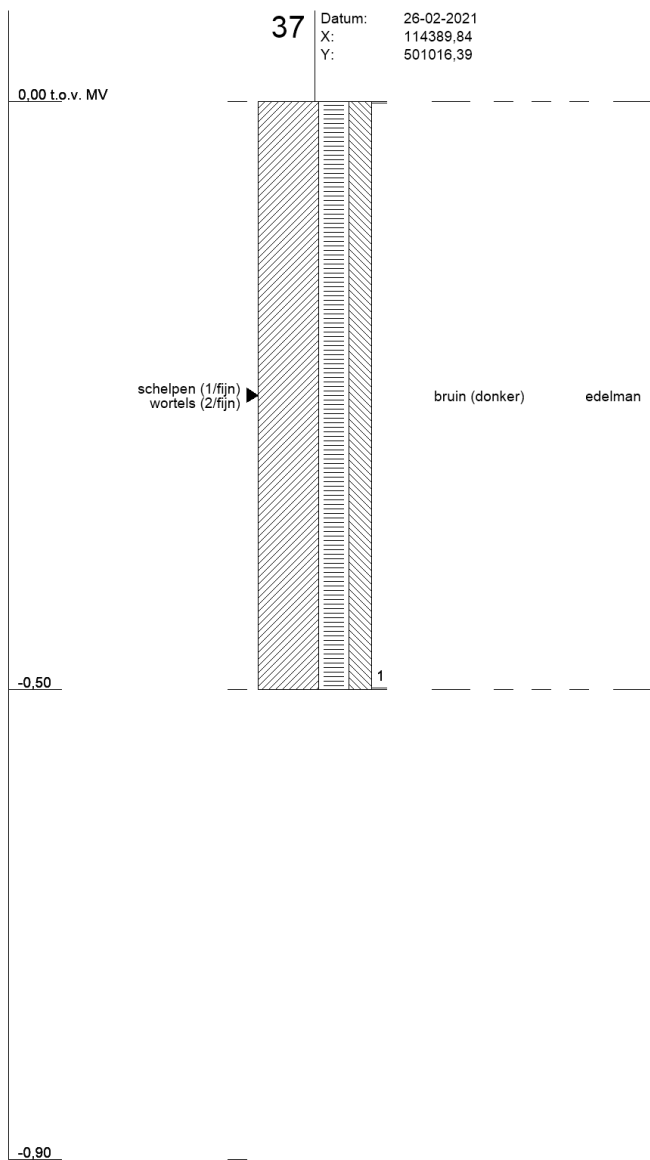 37
Datum: 26-02-2021
X: 114389,84
Y: 501016,39
0,00 t.o.v. MV
schelpen (1/fijn)
wortels (2/fijn)
bruin (donker) edelman
1
-0,50
-0,90